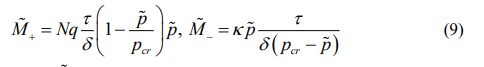 M̃₊ = Nq τ/δ (1 − p̃/p_cr) p̃, M̃₋ = κp̃ τ/(δ(p_cr − p̃)) (9)